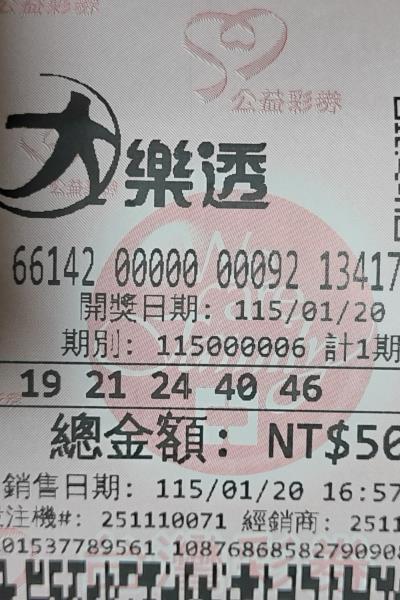 公益彩券
大樂透
66142 00000 00092 13417
開獎日期: 115/01/20
期別: 115000006 計1期
19 21 24 40 46
總金額: NT$50
銷售日期: 115/01/20 16:57
注機#: 251110071 經銷商: 2511
01537789561 10876868582790908